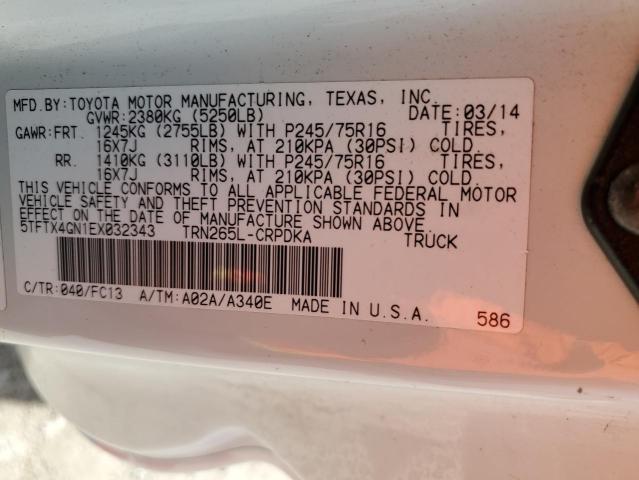 MFD.BY:TOYOTA MOTOR MANUFACTURING, TEXAS, INC.
GVWR:2380KG (5250LB) DATE:03/14
GAWR:FRT. 1245KG (2755LB) WITH P245/75R16 TIRES,
16X7J RIMS, AT 210KPA (30PSI) COLD
RR. 1410KG (3110LB) WITH P245/75R16 TIRES,
16X7J RIMS, AT 210KPA (30PSI) COLD
THIS VEHICLE CONFORMS TO ALL APPLICABLE FEDERAL MOTOR
VEHICLE SAFETY AND THEFT PREVENTION STANDARDS IN
EFFECT ON THE DATE OF MANUFACTURE SHOWN ABOVE.
5TFTX4GN1EX032343 TRN265L-CRPDKA TRUCK
C/TR:040/FC13 A/TM:A02A/A340E MADE IN U.S.A. 586